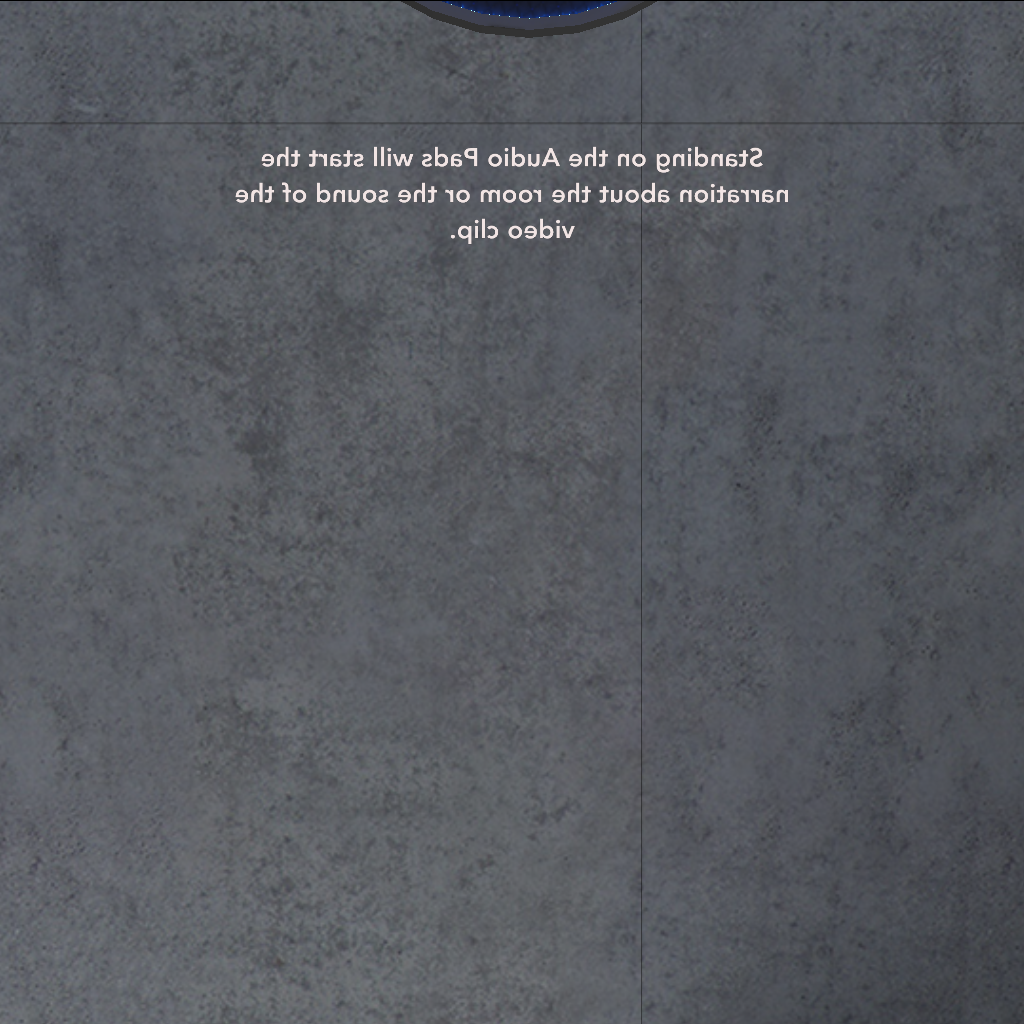 Standing on the Audio Pads will start the
narration about the room or the sound of the
video clip.